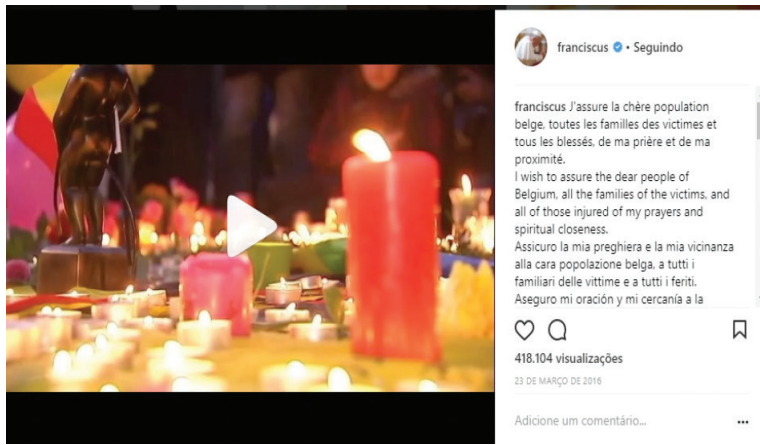 franciscus • Seguindo
franciscus J'assure la chère population
belge, toutes les familles des victimes et
tous les blessés, de ma prière et de ma
proximité.
I wish to assure the dear people of
Belgium, all the families of the victims, and
all of those injured of my prayers and
spiritual closeness.
Assicuro la mia preghiera e la mia vicinanza
alla cara popolazione belga, a tutti i
familiari delle vittime e a tutti i feriti.
Aseguro mi oración y mi cercanía a la
418.104 visualizações
23 DE MARÇO DE 2016
Adicione um comentário...